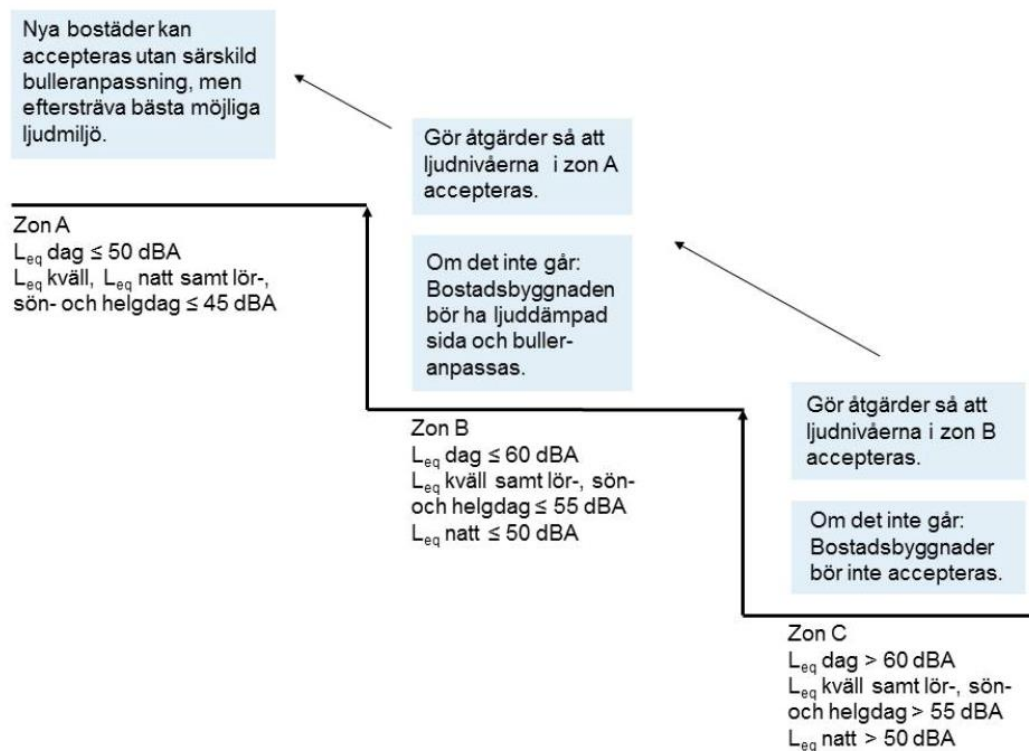 Nya bostäder kan
accepteras utan särskild
bulleranpassning, men
eftersträva bästa möjliga
ljudmiljö.
Zon A
Leq dag ≤ 50 dBA
Leq kväll, Leq natt samt lör-,
sön- och helgdag ≤ 45 dBA
Gör åtgärder så att
ljudnivåerna i zon A
accepteras.
Om det inte går:
Bostadsbyggnaden
bör ha ljuddämpad
sida och buller-
anpassas.
Zon B
Leq dag ≤ 60 dBA
Leq kväll samt lör-, sön-
och helgdag ≤ 55 dBA
Leq natt ≤ 50 dBA
Gör åtgärder så att
ljudnivåerna i zon B
accepteras.
Om det inte går:
Bostadsbyggnader
bör inte accepteras.
Zon C
Leq dag > 60 dBA
Leq kväll samt lör-, sön-
och helgdag > 55 dBA
Leq natt > 50 dBA